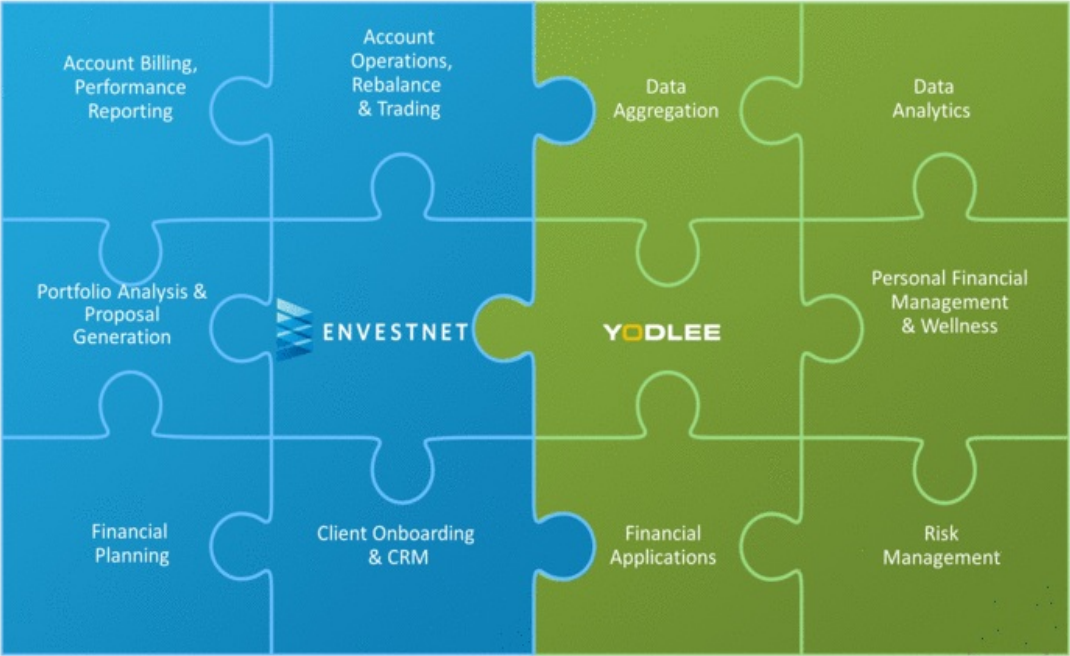 Account Billing,
Performance
Reporting
Account
Operations,
Rebalance
& Trading
Data
Aggregation
Data
Analytics
Portfolio Analysis &
Proposal
Generation
ENVESTNET
YODLEE
Personal Financial
Management
& Wellness
Financial
Planning
Client Onboarding
& CRM
Financial
Applications
Risk
Management